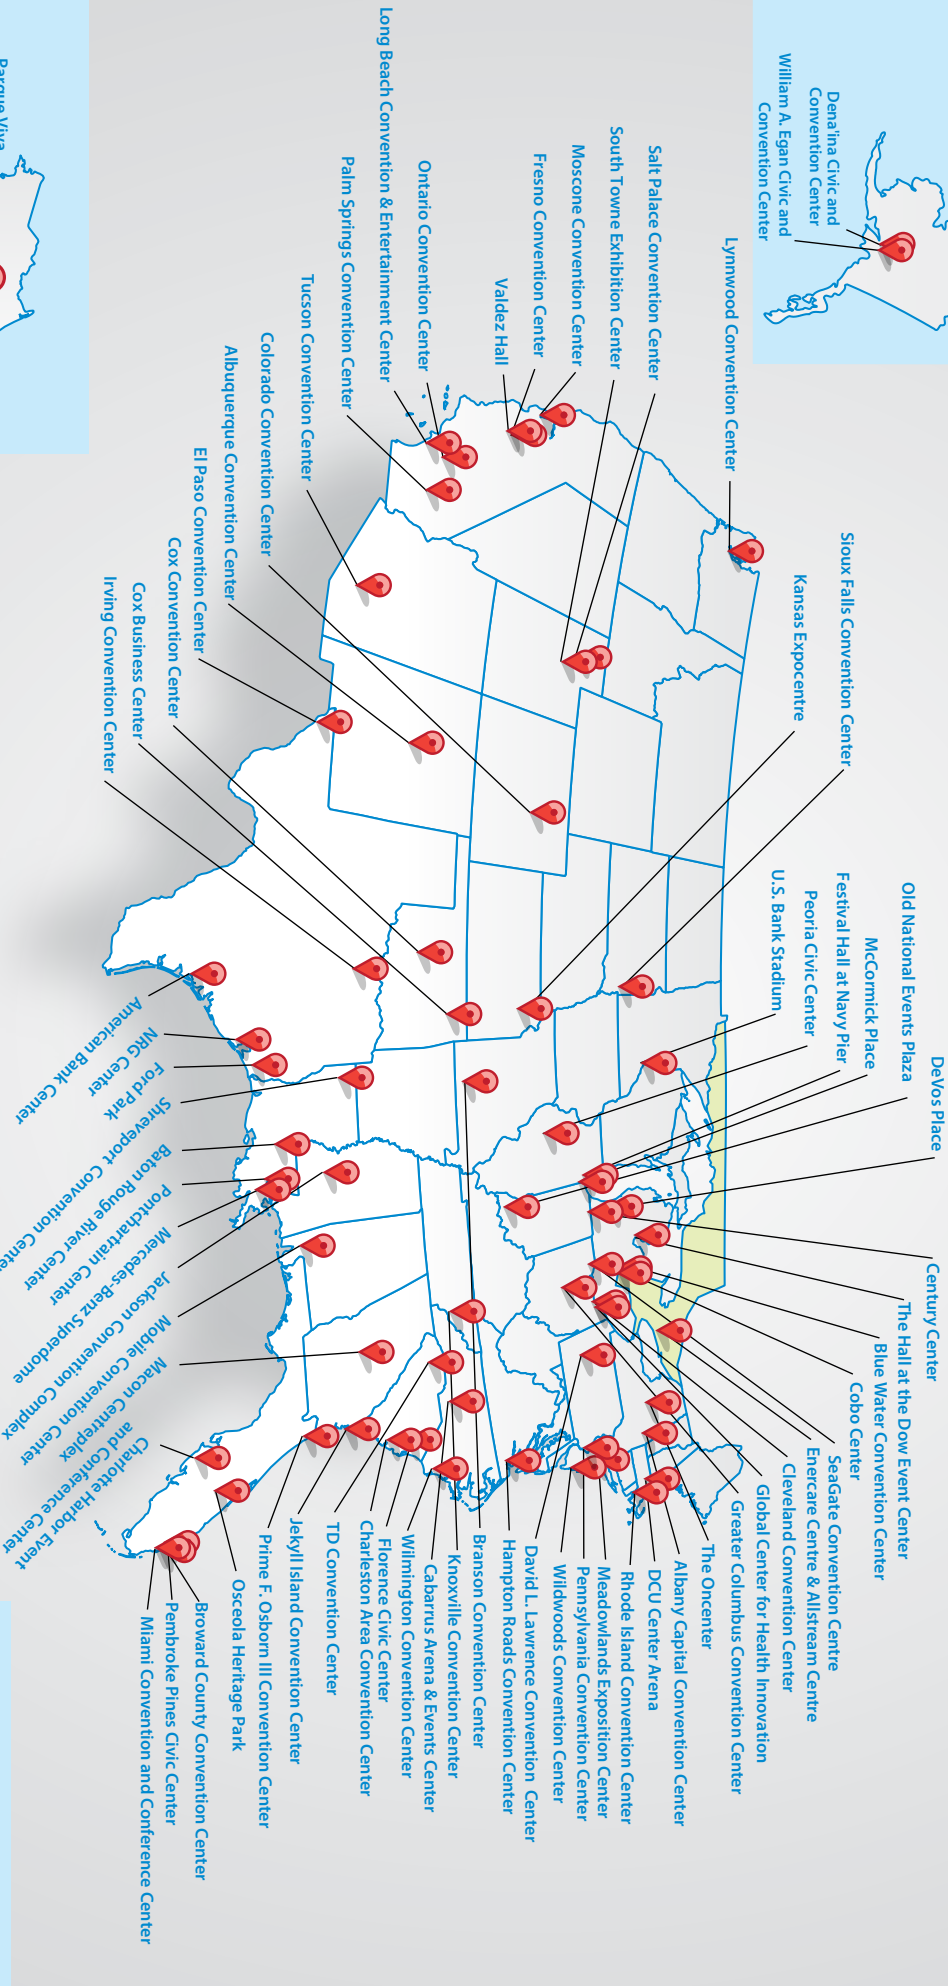 Dena'ina Civic and
Convention Center
William A. Egan Civic and
Convention Center
Lynnwood Convention Center
Salt Palace Convention Center
South Towne Exhibition Center
Moscone Convention Center
Fresno Convention Center
Valdez Hall
Ontario Convention Center
Long Beach Convention & Entertainment Center
Palm Springs Convention Center
Tucson Convention Center
Colorado Convention Center
Albuquerque Convention Center
El Paso Convention Center
Cox Convention Center
Cox Business Center
Irving Convention Center
Sioux Falls Convention Center
Kansas Expocentre
DeVos Place
Old National Events Plaza
McCormick Place
Festival Hall at Navy Pier
Peoria Civic Center
U.S. Bank Stadium
Century Center
The Hall at the Dow Event Center
Blue Water Convention Center
Cobo Center
SeaGate Convention Centre
Enercare Centre & Allstream Centre
Cleveland Convention Center
Global Center for Health Innovation
Greater Columbus Convention Center
The Oncenter
Albany Capital Convention Center
DCU Center Arena
Rhode Island Convention Center
Meadowlands Exposition Center
Pennsylvania Convention Center
Wildwoods Convention Center
David L. Lawrence Convention Center
Hampton Roads Convention Center
Branson Convention Center
Knoxville Convention Center
Cabarrus Arena & Events Center
Wilmington Convention Center
Florence Civic Center
Charleston Area Convention Center
TD Convention Center
Jekyll Island Convention Center
Prime F. Osborn III Convention Center
Osceola Heritage Park
Broward County Convention Center
Pembroke Pines Civic Center
Miami Convention and Conference Center
American Bank Center
NRG Center
Ford Park
Shreveport Convention Center
Baton Rouge River Center
Pontchartrain Center
Mercedes-Benz Superdome
Jackson Convention Complex
Mobile Convention Center
Macon Centreplex
Charlotte Harbor Event
and Conference Center
Parque Viva